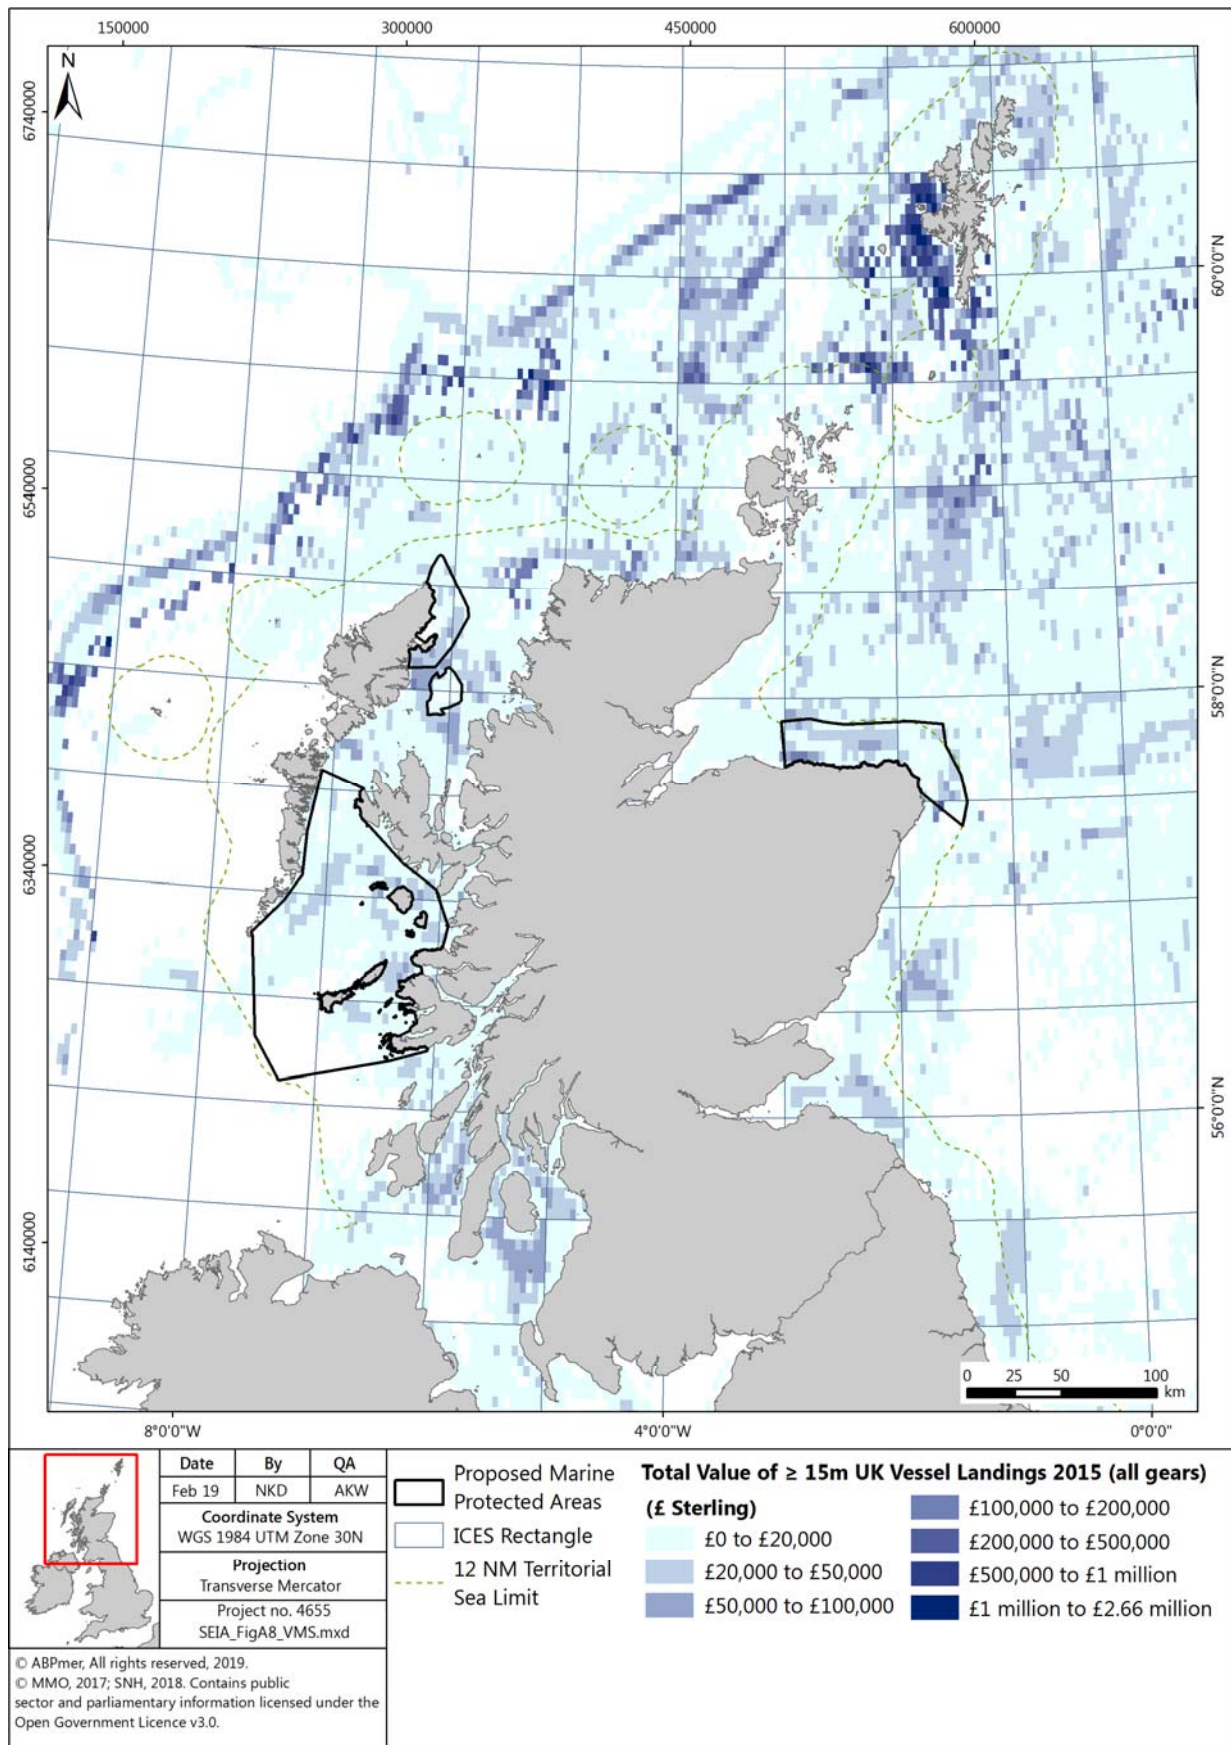 150000 300000 450000 600000
N
6740000
6540000
6340000
6140000
60°0'0"N
58°0'0"N
56°0'0"N
0 25 50 100
km
8°0'0"W 4°0'0"W 0°0'0"
Date By QA
Feb 19 NKD AKW
Coordinate System
WGS 1984 UTM Zone 30N
Projection
Transverse Mercator
Project no. 4655
SEIA_FigA8_VMS.mxd
© ABPmer, All rights reserved, 2019.
© MMO, 2017; SNH, 2018. Contains public
sector and parliamentary information licensed under the
Open Government Licence v3.0.
Proposed Marine
Protected Areas
ICES Rectangle
12 NM Territorial
Sea Limit
Total Value of ≥ 15m UK Vessel Landings 2015 (all gears)
(£ Sterling)
£0 to £20,000
£20,000 to £50,000
£50,000 to £100,000
£100,000 to £200,000
£200,000 to £500,000
£500,000 to £1 million
£1 million to £2.66 million